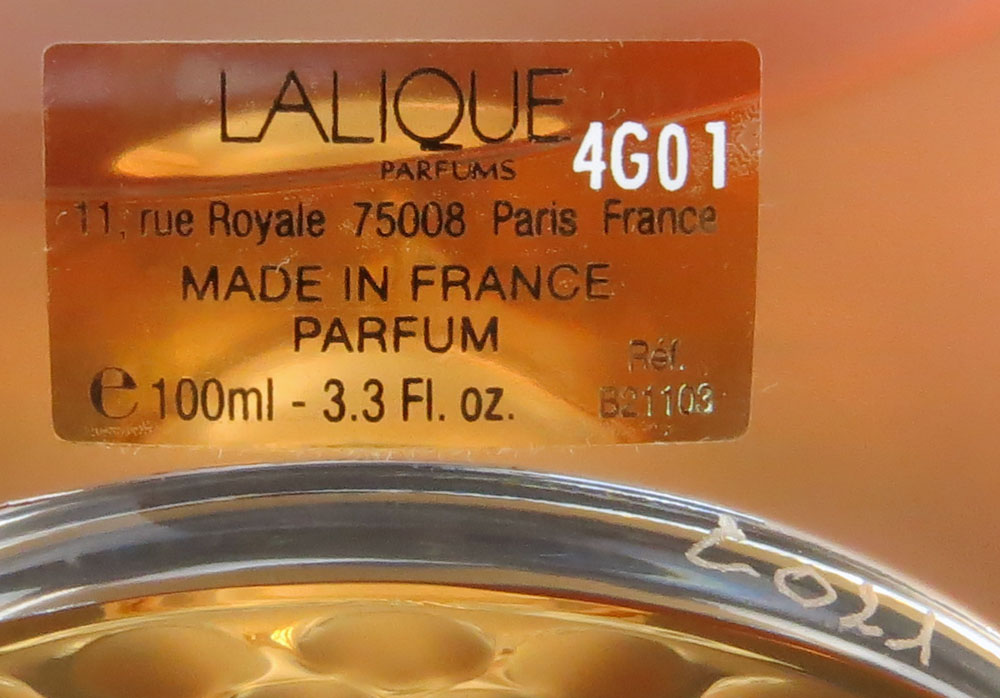 LALIQUE
PARFUMS 4G01
11, rue Royale 75008 Paris France
MADE IN FRANCE
PARFUM
Réf.
e 100ml - 3.3 Fl. oz. B21103
2021